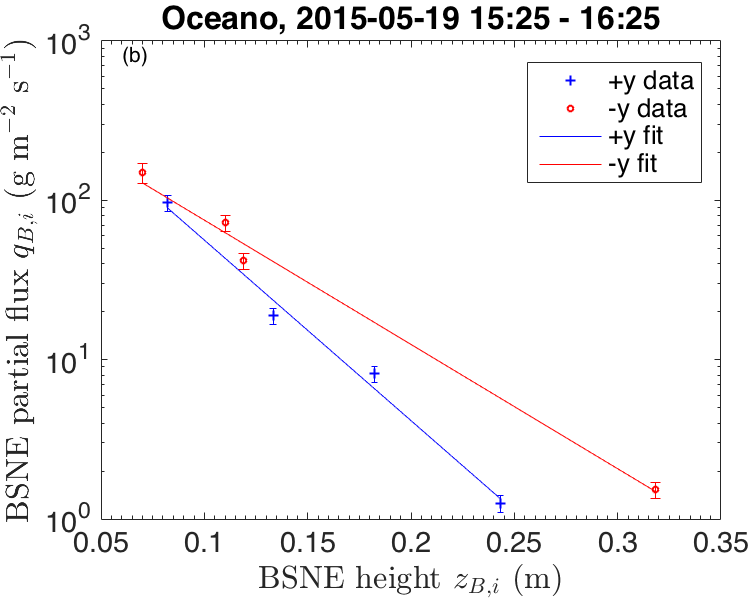 Oceano, 2015-05-19 15:25 - 16:25
(b)
+y data
-y data
+y fit
-y fit
BSNE partial flux q_{B,i} (g m^{-2} s^{-1})
10^3
10^2
10^1
10^0
0.05 0.1 0.15 0.2 0.25 0.3 0.35
BSNE height z_{B,i} (m)